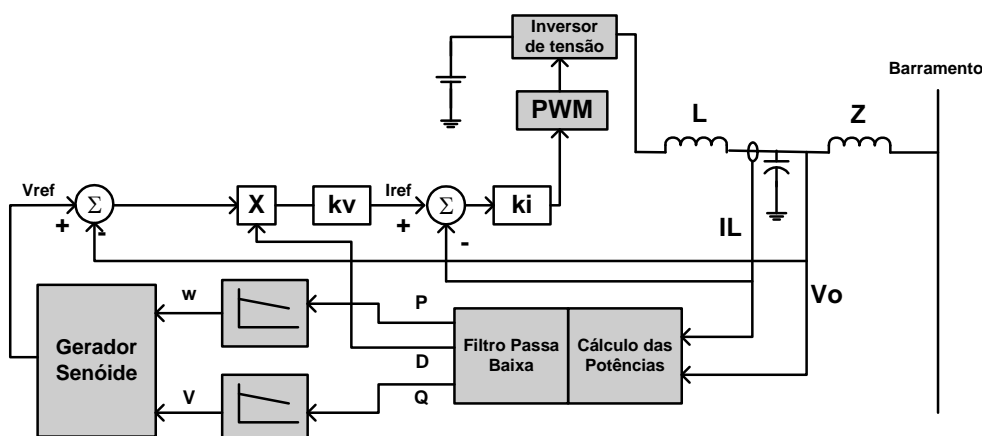 Inversor
de tensão
Barramento
PWM
L
Z
Vref
Σ
+
-
X
kv
Iref
Σ
+
-
ki
IL
Vo
w
P
Gerador
Senóide
D
Filtro Passa
Baixa
Cálculo das
Potências
V
Q